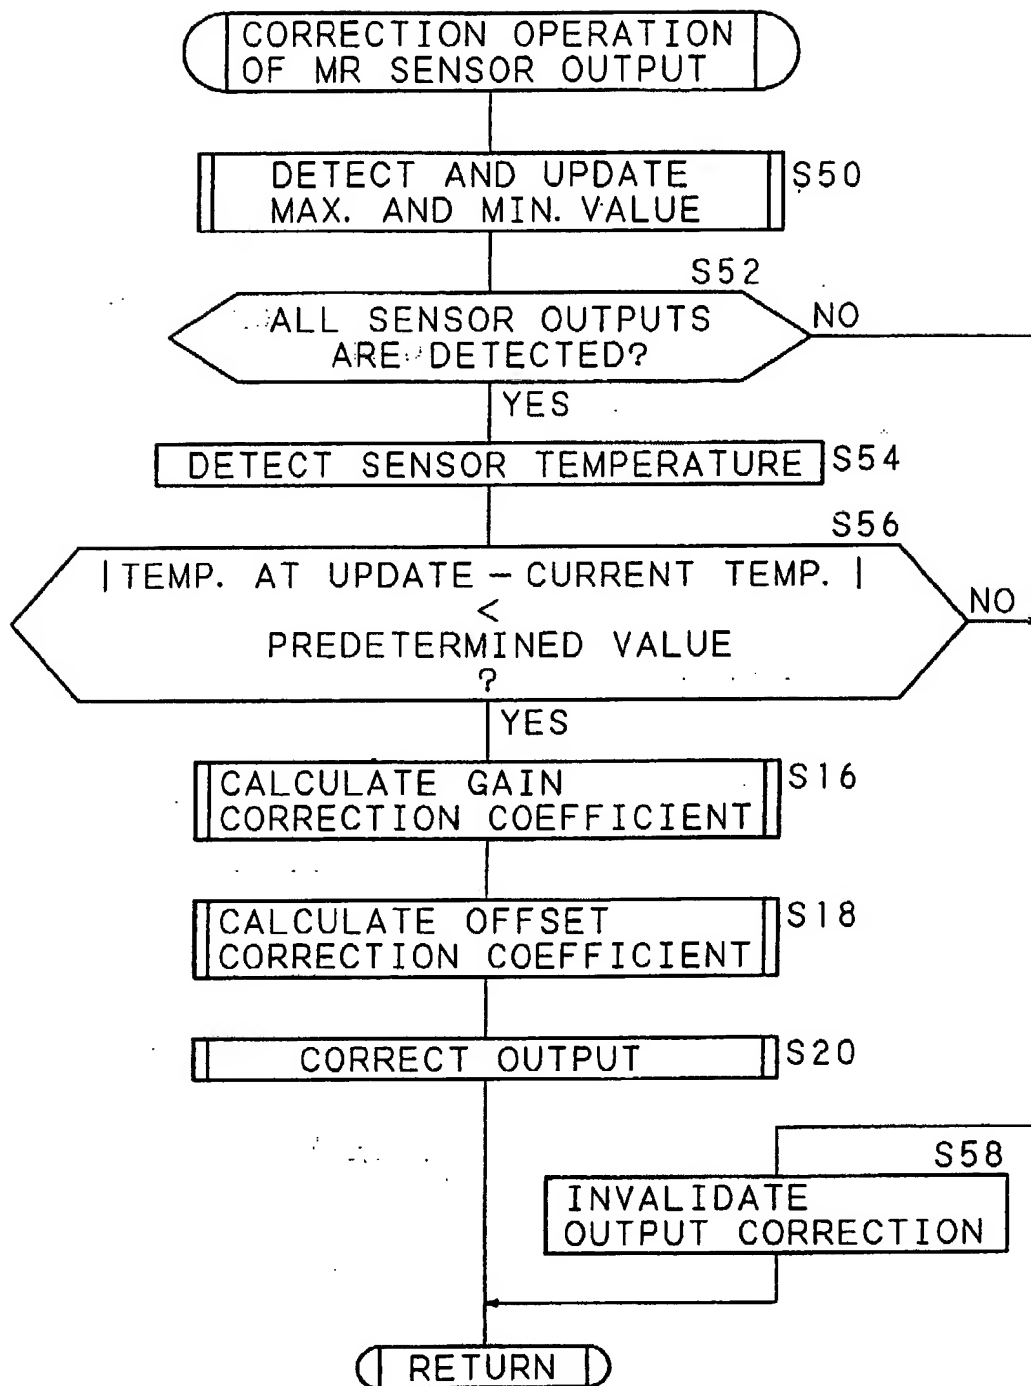 CORRECTION OPERATION
OF MR SENSOR OUTPUT
DETECT AND UPDATE
MAX. AND MIN. VALUE
S50
S52
ALL SENSOR OUTPUTS
ARE DETECTED?
NO
YES
DETECT SENSOR TEMPERATURE
S54
S56
|TEMP. AT UPDATE – CURRENT TEMP.|
<
PREDETERMINED VALUE
?
NO
YES
CALCULATE GAIN
CORRECTION COEFFICIENT
S16
CALCULATE OFFSET
CORRECTION COEFFICIENT
S18
CORRECT OUTPUT
S20
S58
INVALIDATE
OUTPUT CORRECTION
RETURN